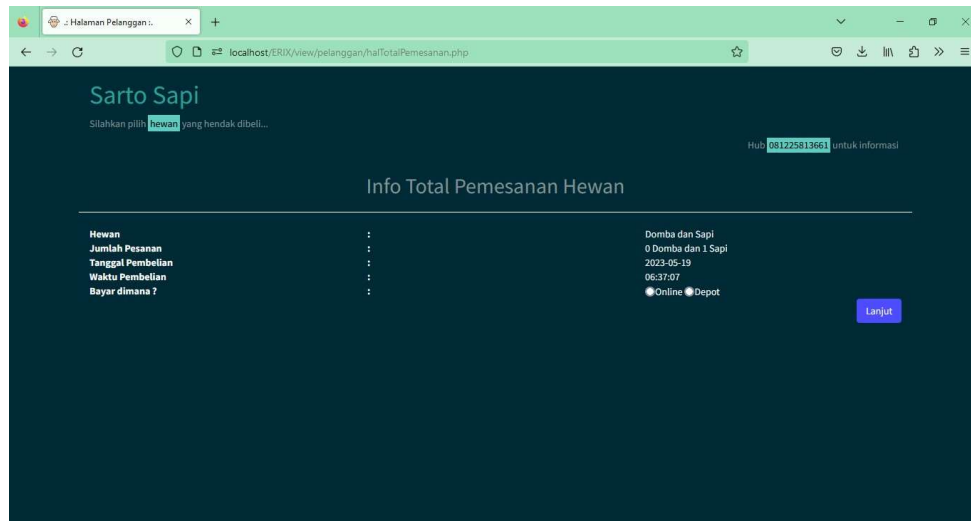 .: Halaman Pelanggan :.
localhost/ERIX/view/pelanggan/halTotalPemesanan.php
Sarto Sapi
Silahkan pilih hewan yang hendak dibeli...
Hub 081225813661 untuk informasi
Info Total Pemesanan Hewan
Hewan : Domba dan Sapi
Jumlah Pesanan : 0 Domba dan 1 Sapi
Tanggal Pembelian : 2023-05-19
Waktu Pembelian : 06:37:07
Bayar dimana ? : Online Depot
Lanjut